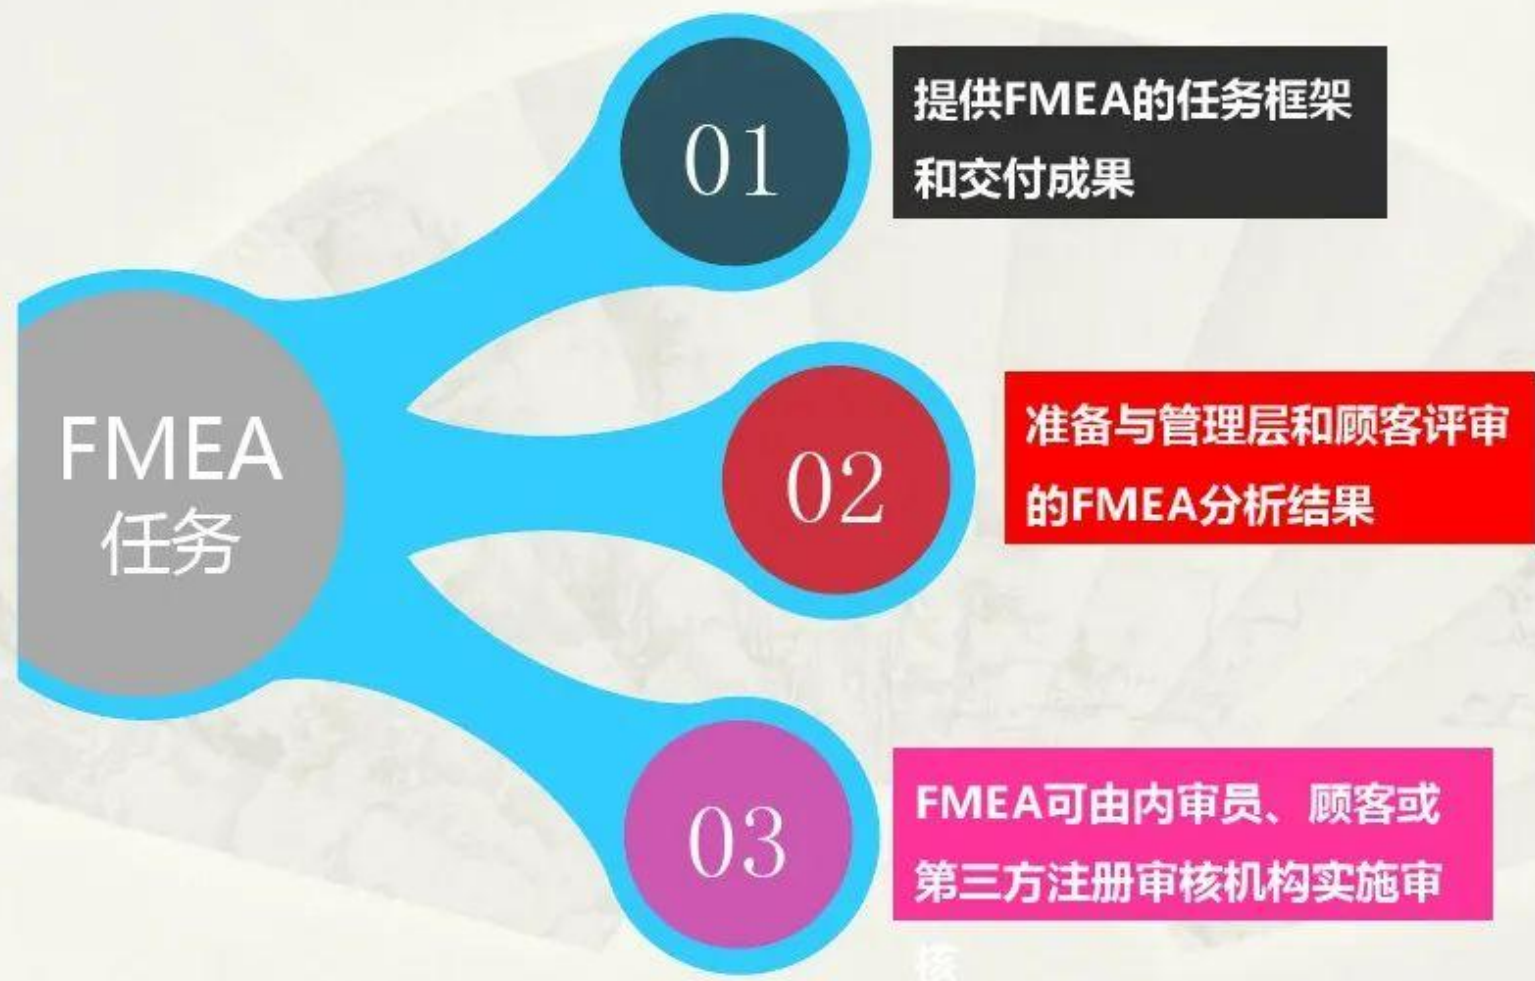 FMEA
任务
01
提供FMEA的任务框架
和交付成果
02
准备与管理层和顾客评审
的FMEA分析结果
03
FMEA可由内审员、顾客或
第三方注册审核机构实施审
核